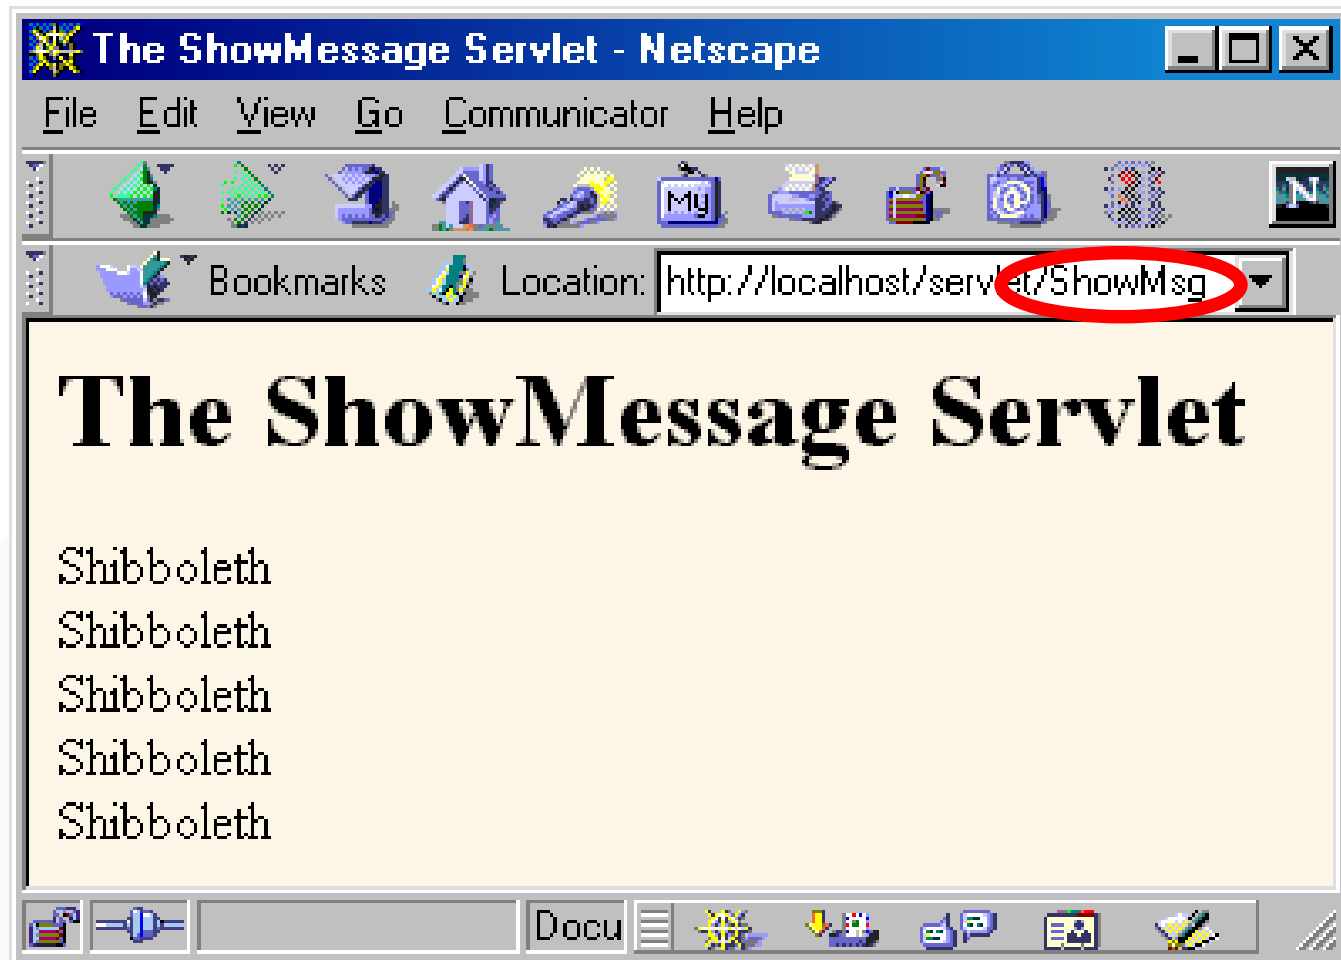 The ShowMessage Servlet - Netscape
File Edit View Go Communicator Help
My N
Bookmarks Location: http://localhost/servlet/ShowMsg
The ShowMessage Servlet
Shibboleth
Shibboleth
Shibboleth
Shibboleth
Shibboleth
Docu